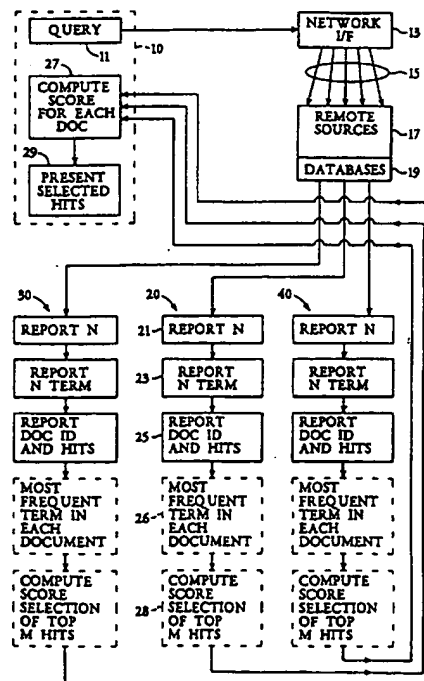 QUERY
11
10
NETWORK
I/F
13
15
27
COMPUTE
SCORE
FOR EACH
DOC
REMOTE
SOURCES
17
DATABASES
19
29
PRESENT
SELECTED
HITS
30
20
40
REPORT N
21
REPORT N
REPORT N
REPORT
N TERM
23
REPORT
N TERM
REPORT
N TERM
REPORT
DOC ID
AND HITS
25
REPORT
DOC ID
AND HITS
REPORT
DOC ID
AND HITS
MOST
FREQUENT
TERM IN
EACH
DOCUMENT
26
MOST
FREQUENT
TERM IN
EACH
DOCUMENT
MOST
FREQUENT
TERM IN
EACH
DOCUMENT
COMPUTE
SCORE
SELECTION
OF TOP
M HITS
28
COMPUTE
SCORE
SELECTION
OF TOP
M HITS
COMPUTE
SCORE
SELECTION
OF TOP
M HITS